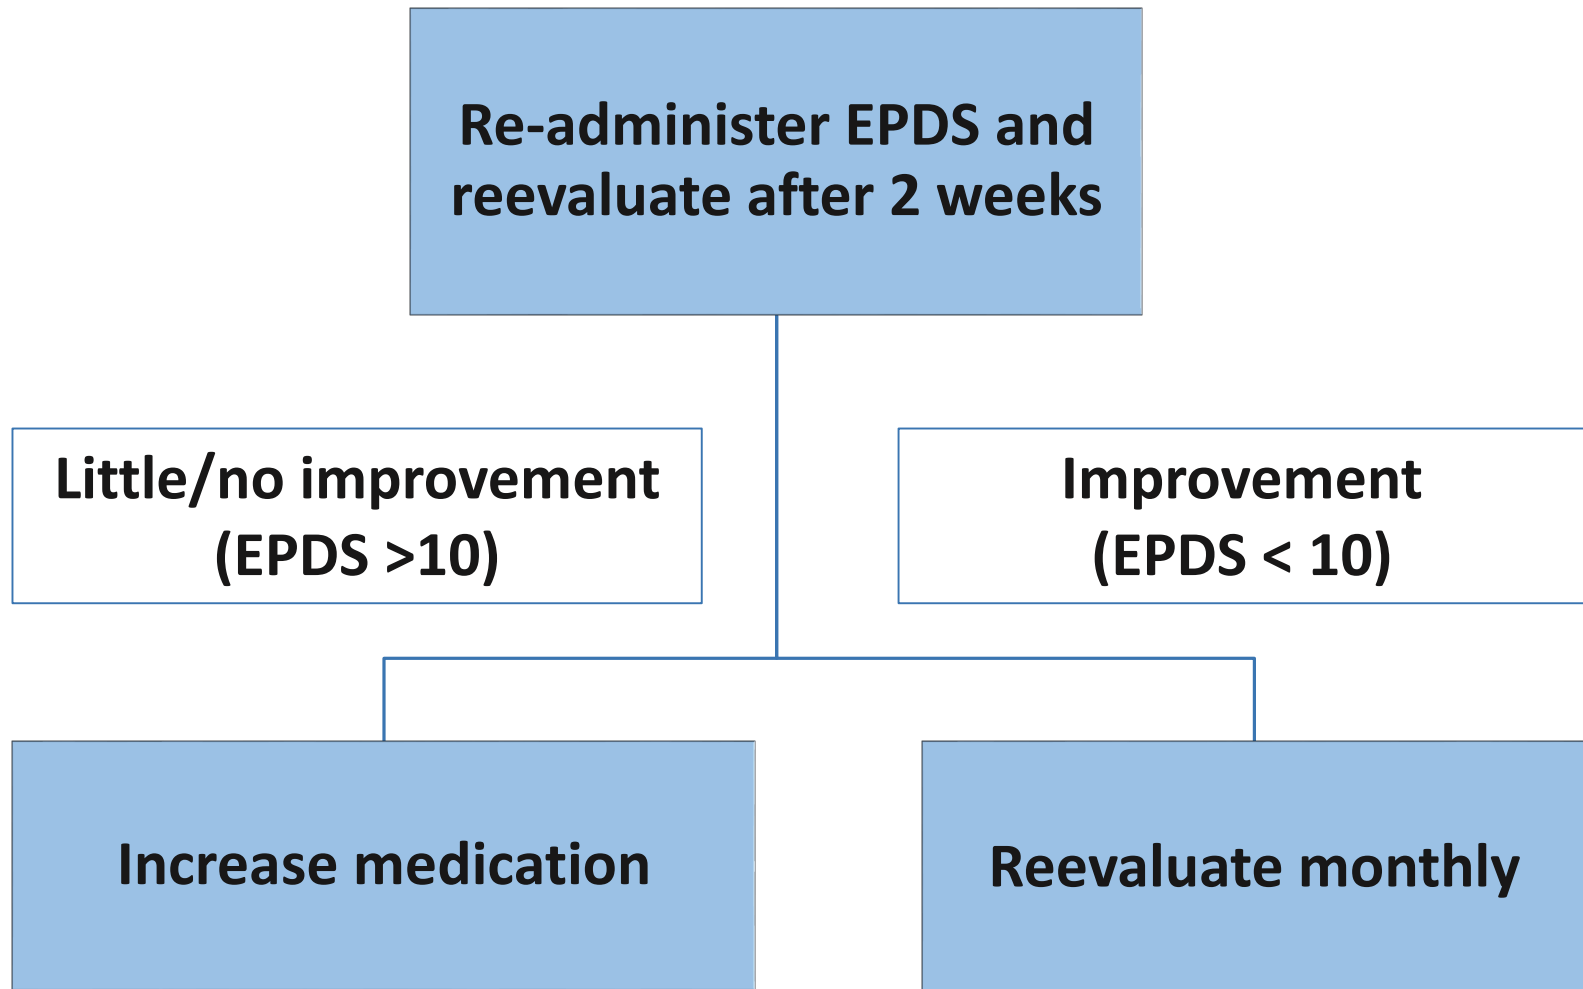 Re-administer EPDS and
reevaluate after 2 weeks
Little/no improvement
(EPDS >10)
Improvement
(EPDS < 10)
Increase medication
Reevaluate monthly